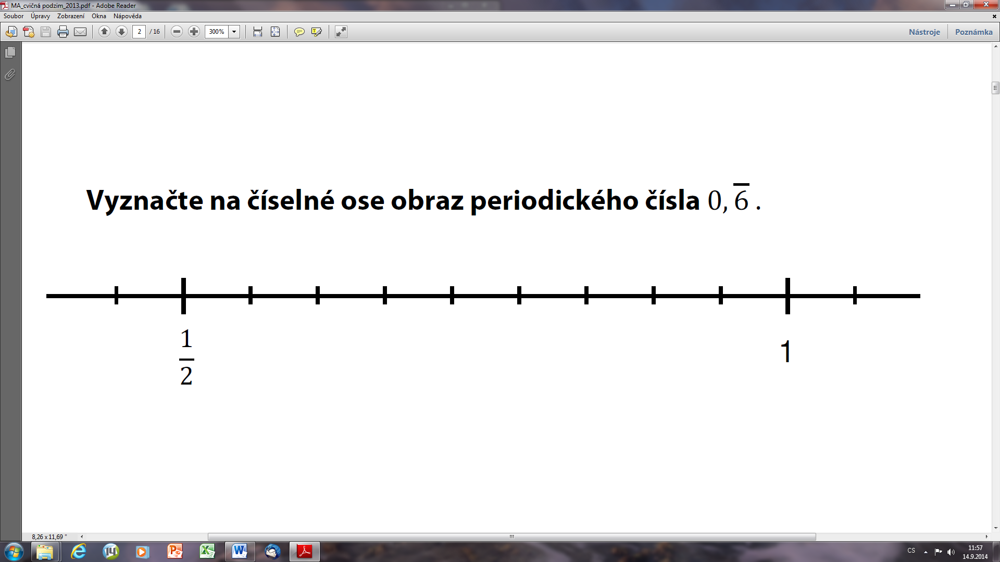 MA_cvičná podzim_2013.pdf - Adobe Reader
Soubor Úpravy Zobrazení Okna Nápověda
2 / 16 300% Nástroje Poznámka
Vyznačte na číselné ose obraz periodického čísla 0, 6̅ .
1
2
1
8,26 x 11,69 "
CS 11:57
14.9.2014